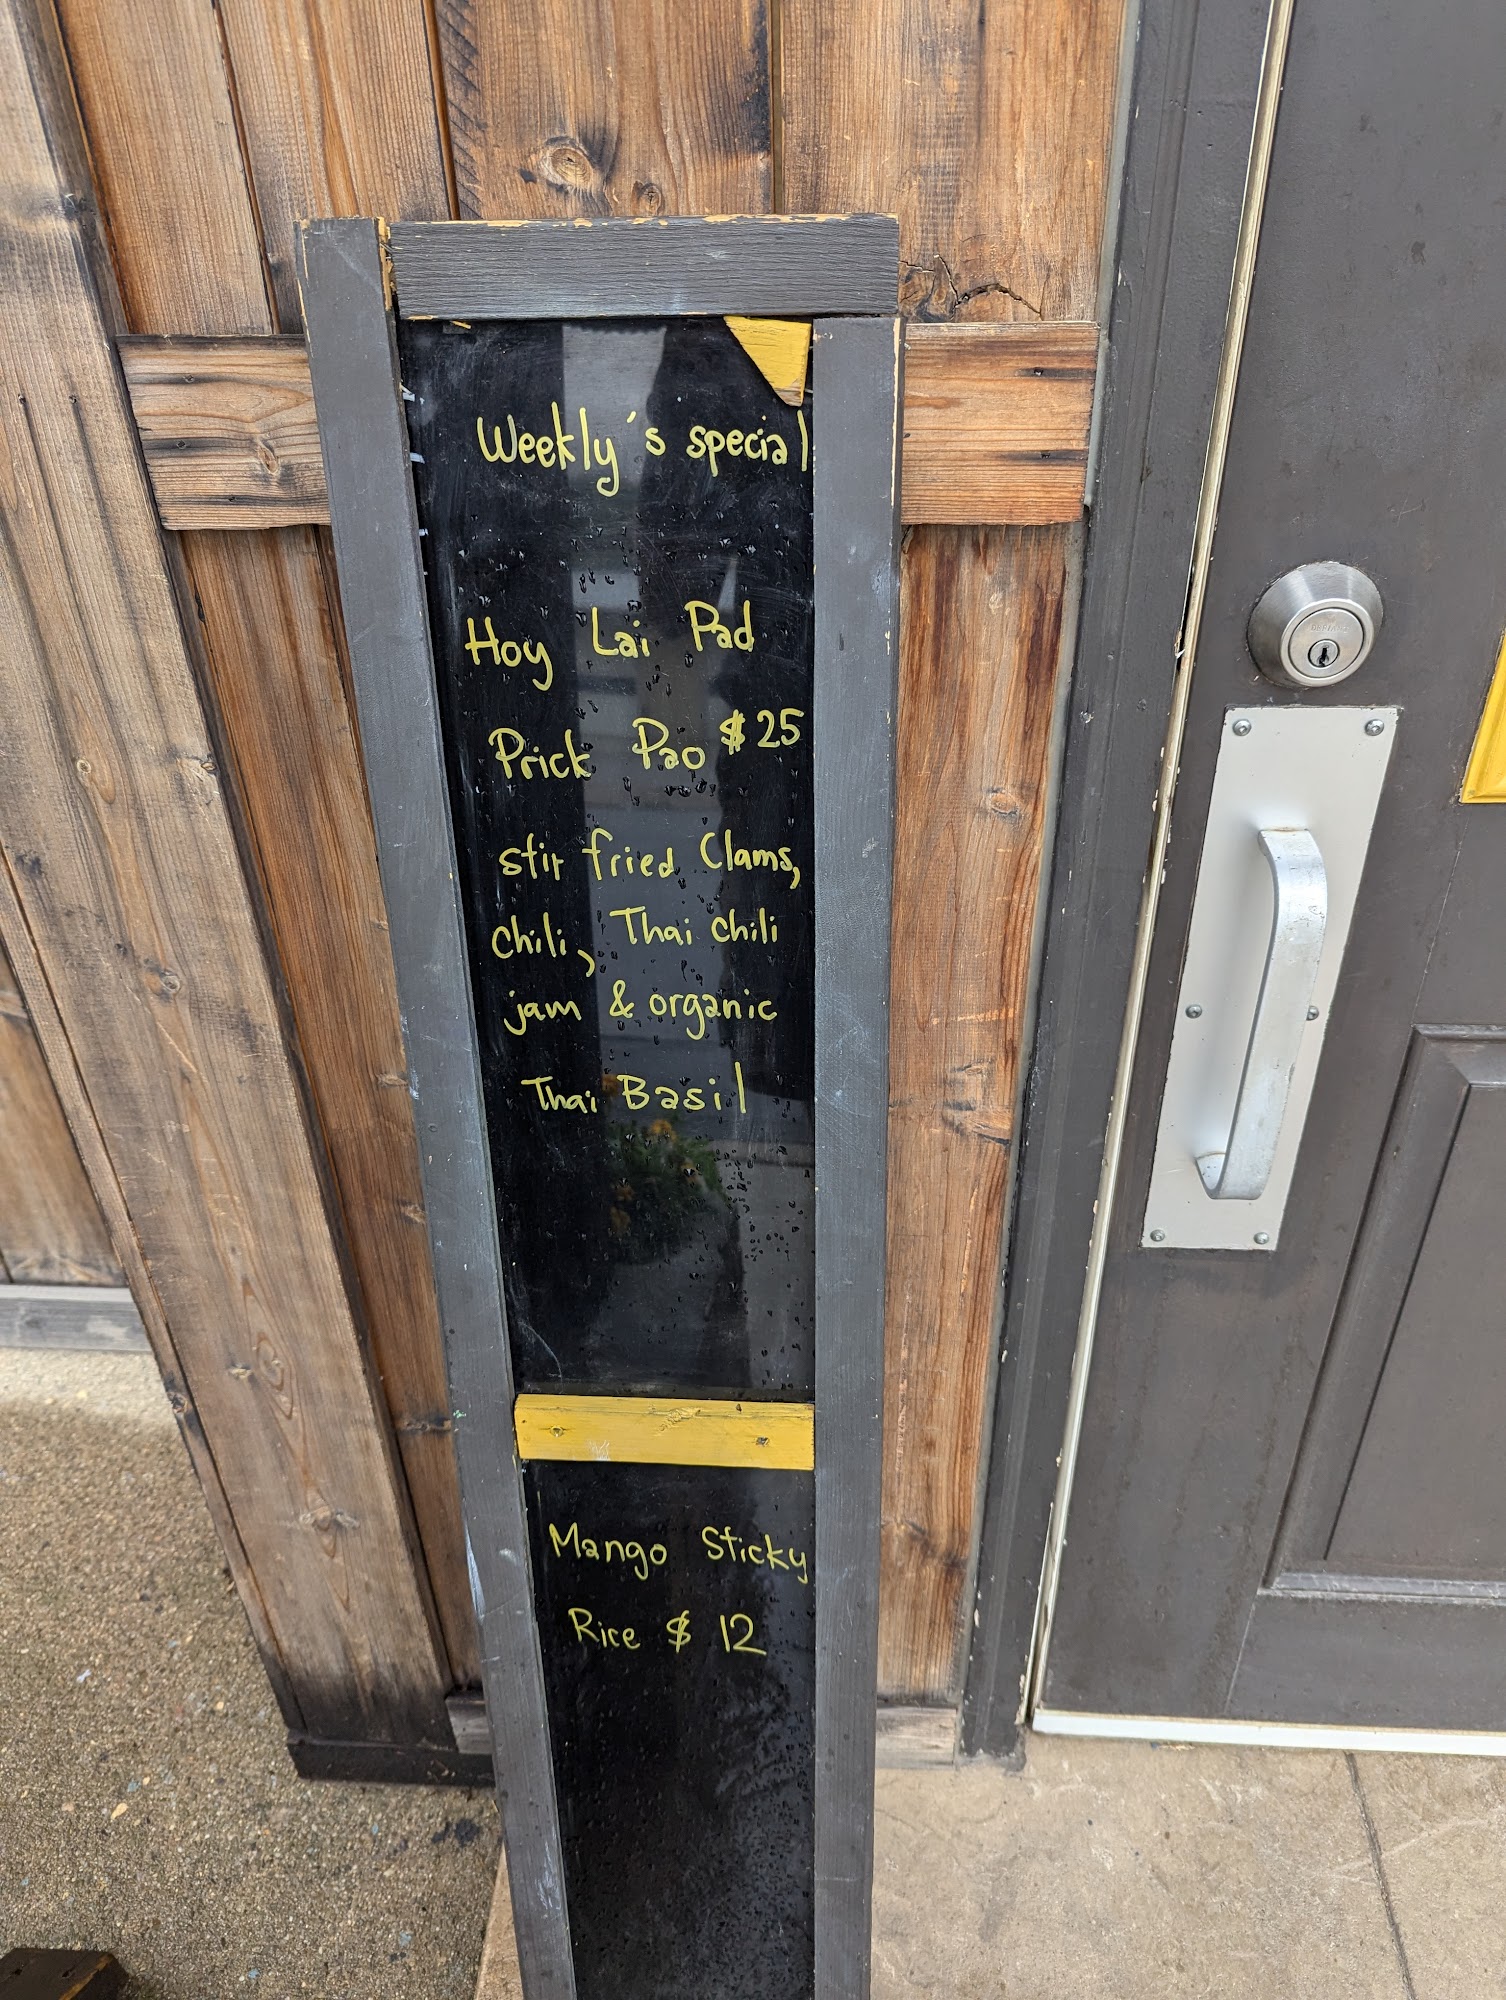 Weekly's special
Hoy Lai Pad
Prick Pao $25
stir fried Clams,
chili, Thai chili
jam & organic
Thai Basil
Mango Sticky
Rice $12
DEFIANT